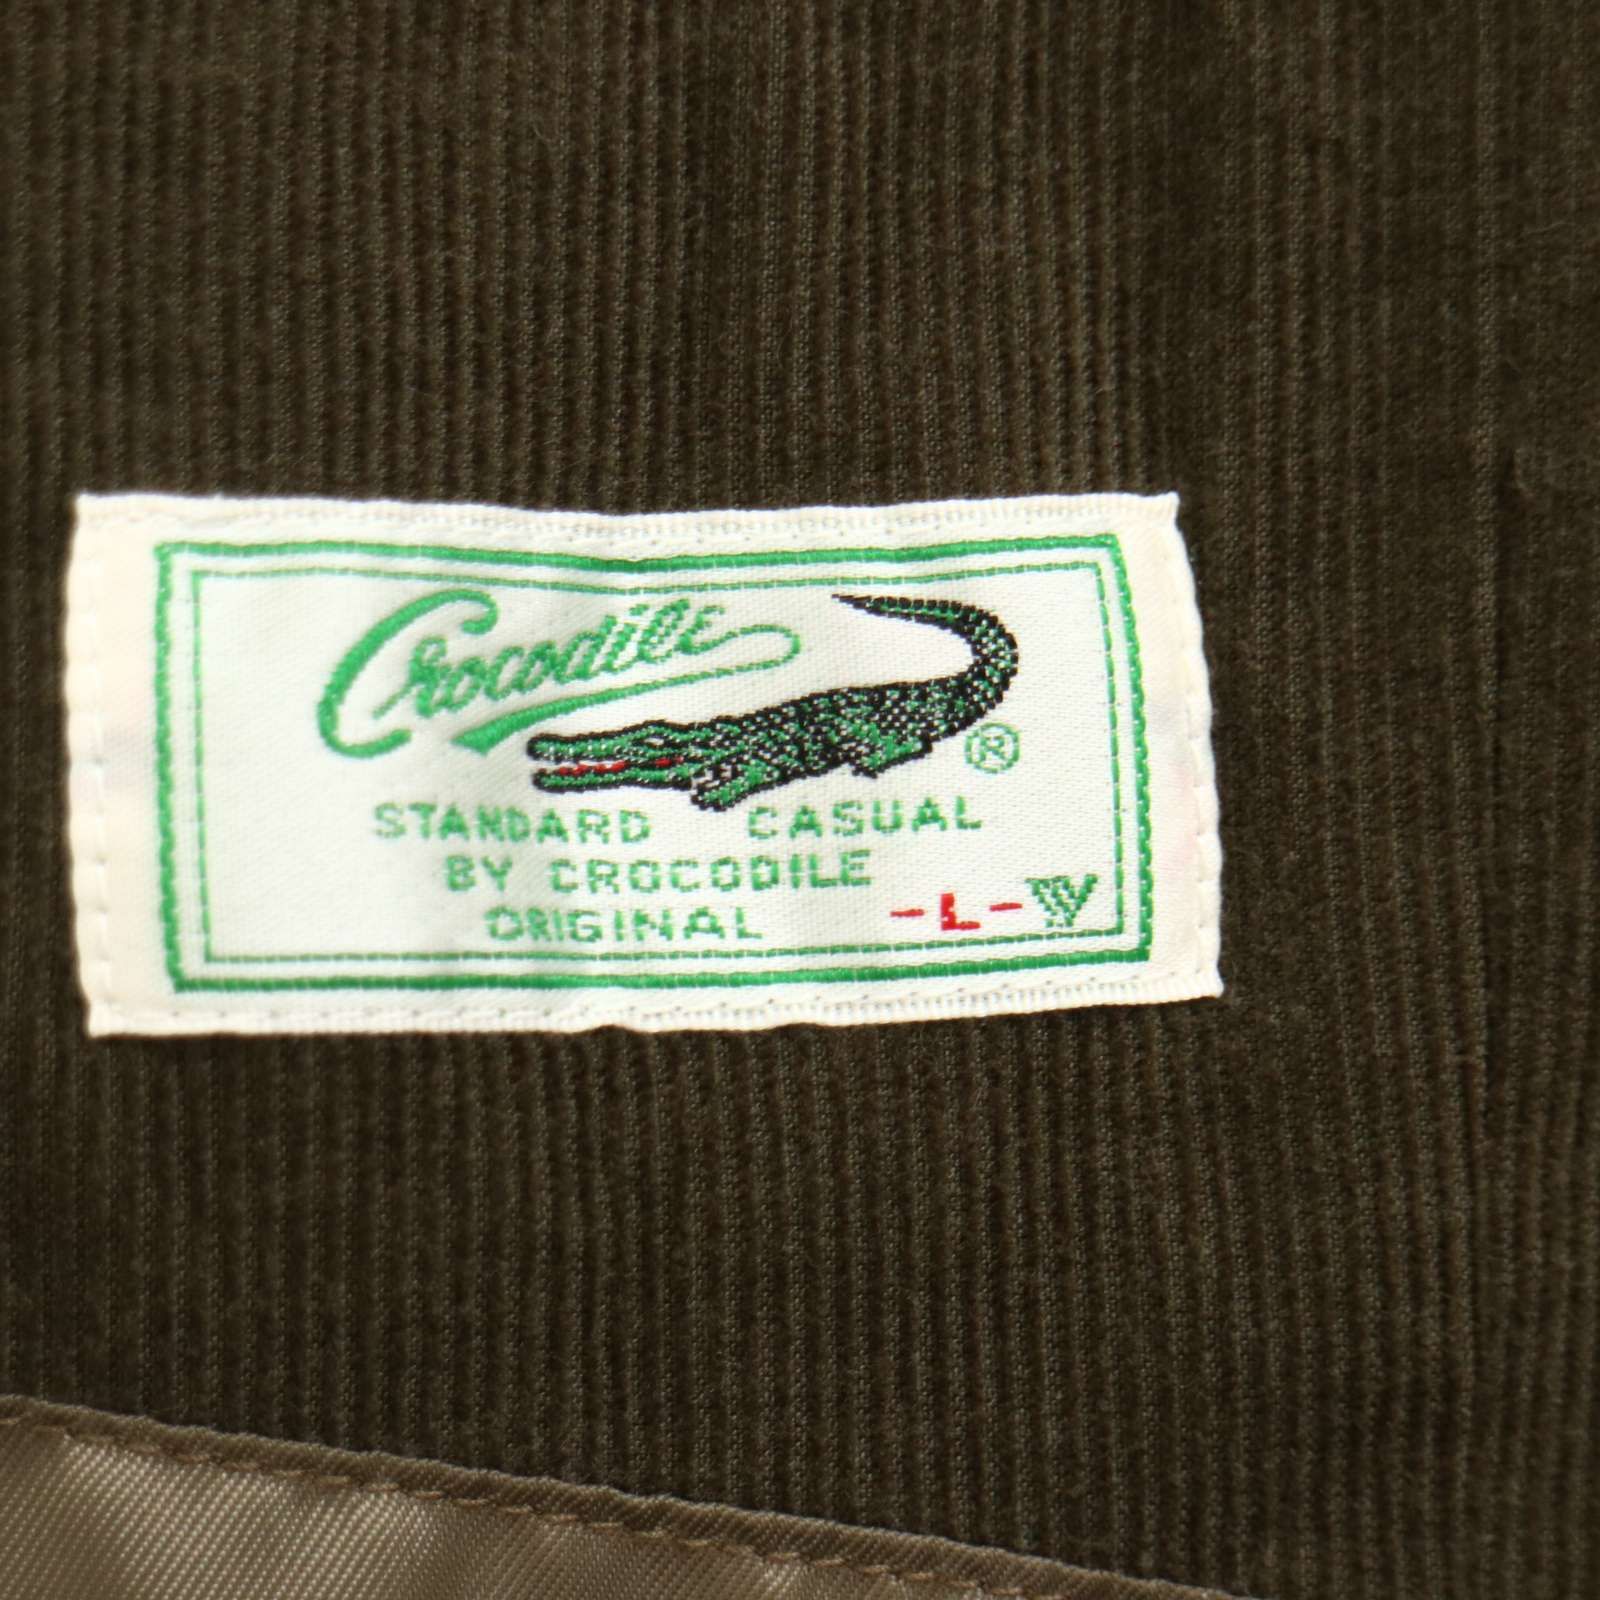 Crocodile
®
STANDARD CASUAL
BY CROCODILE
ORIGINAL -L-